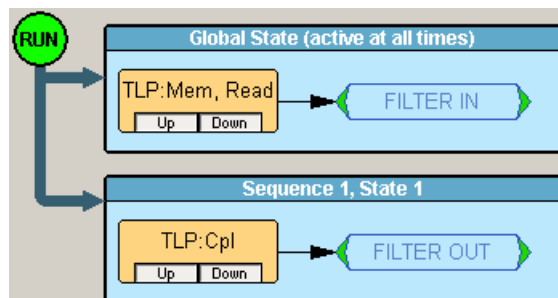 RUN
Global State (active at all times)
TLP:Mem, Read
FILTER IN
Up Down
Sequence 1, State 1
TLP:Cpl
FILTER OUT
Up Down